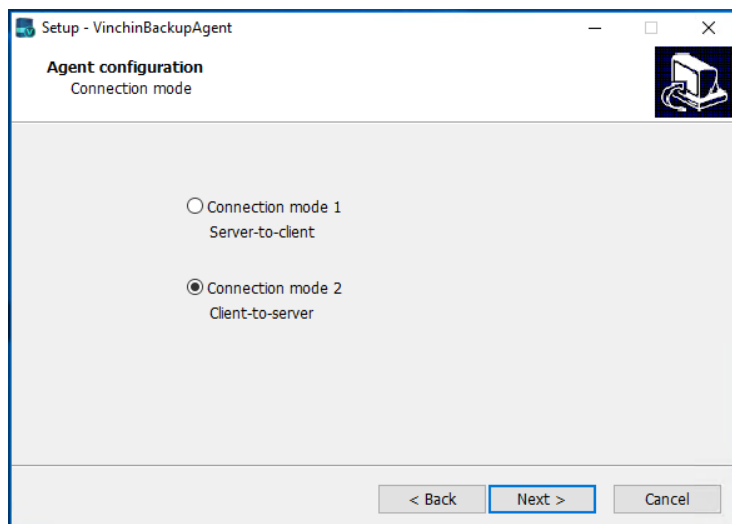 Setup - VinchinBackupAgent
Agent configuration
Connection mode
Connection mode 1
Server-to-client
Connection mode 2
Client-to-server
< Back
Next >
Cancel